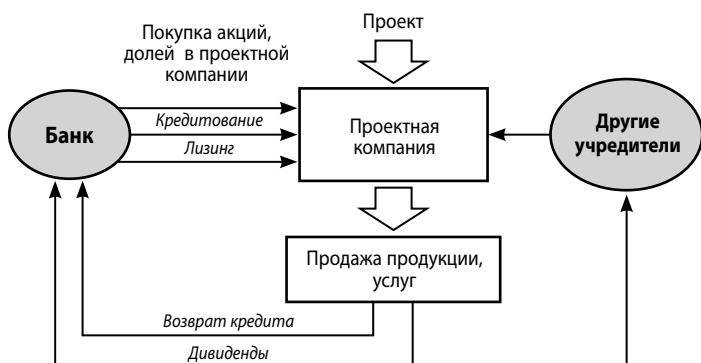 Покупка акций,
долей в проектной
компании
Проект
Банк
Кредитование
Лизинг
Проектная
компания
Другие
учредители
Продажа продукции,
услуг
Возврат кредита
Дивиденды